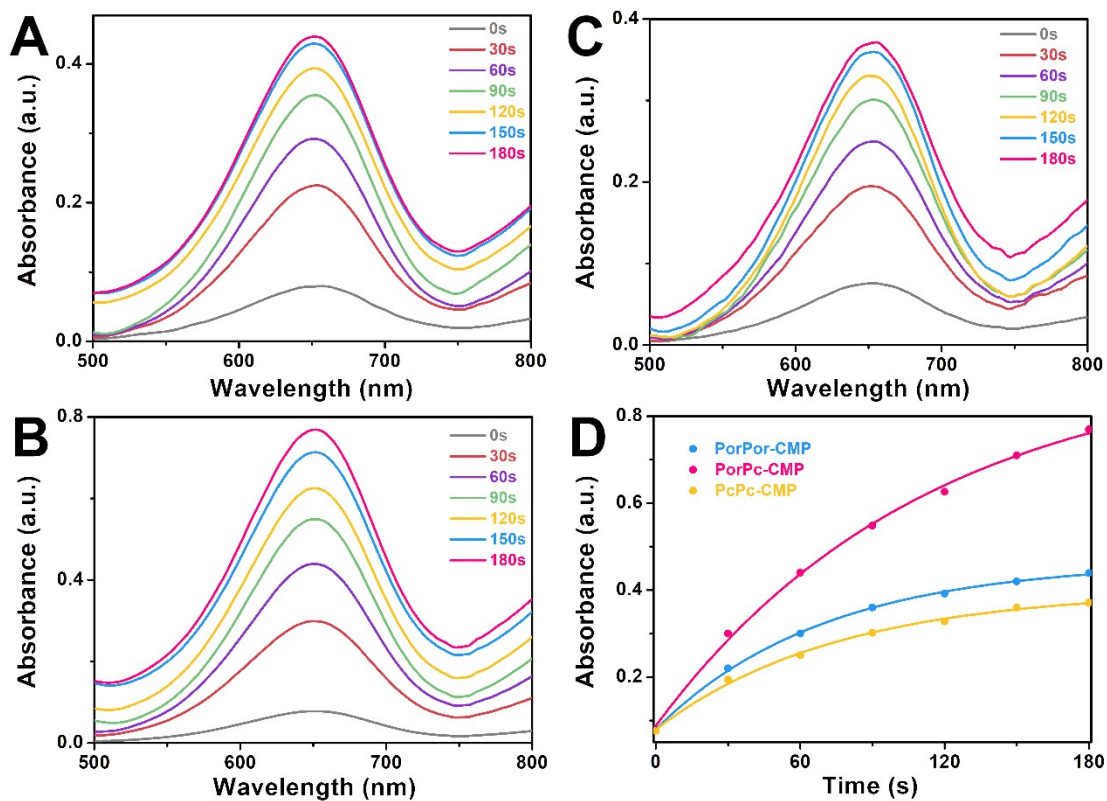 A
0.4
0.2
0.0
Absorbance (a.u.)
0s
30s
60s
90s
120s
150s
180s
500
600
700
800
Wavelength (nm)
C
0.4
0.2
0.0
Absorbance (a.u.)
0s
30s
60s
90s
120s
150s
180s
500
600
700
800
Wavelength (nm)
B
0.8
0.4
0.0
Absorbance (a.u.)
0s
30s
60s
90s
120s
150s
180s
500
600
700
800
Wavelength (nm)
D
0.8
0.6
0.4
0.2
Absorbance (a.u.)
PorPor-CMP
PorPc-CMP
PcPc-CMP
0
60
120
180
Time (s)